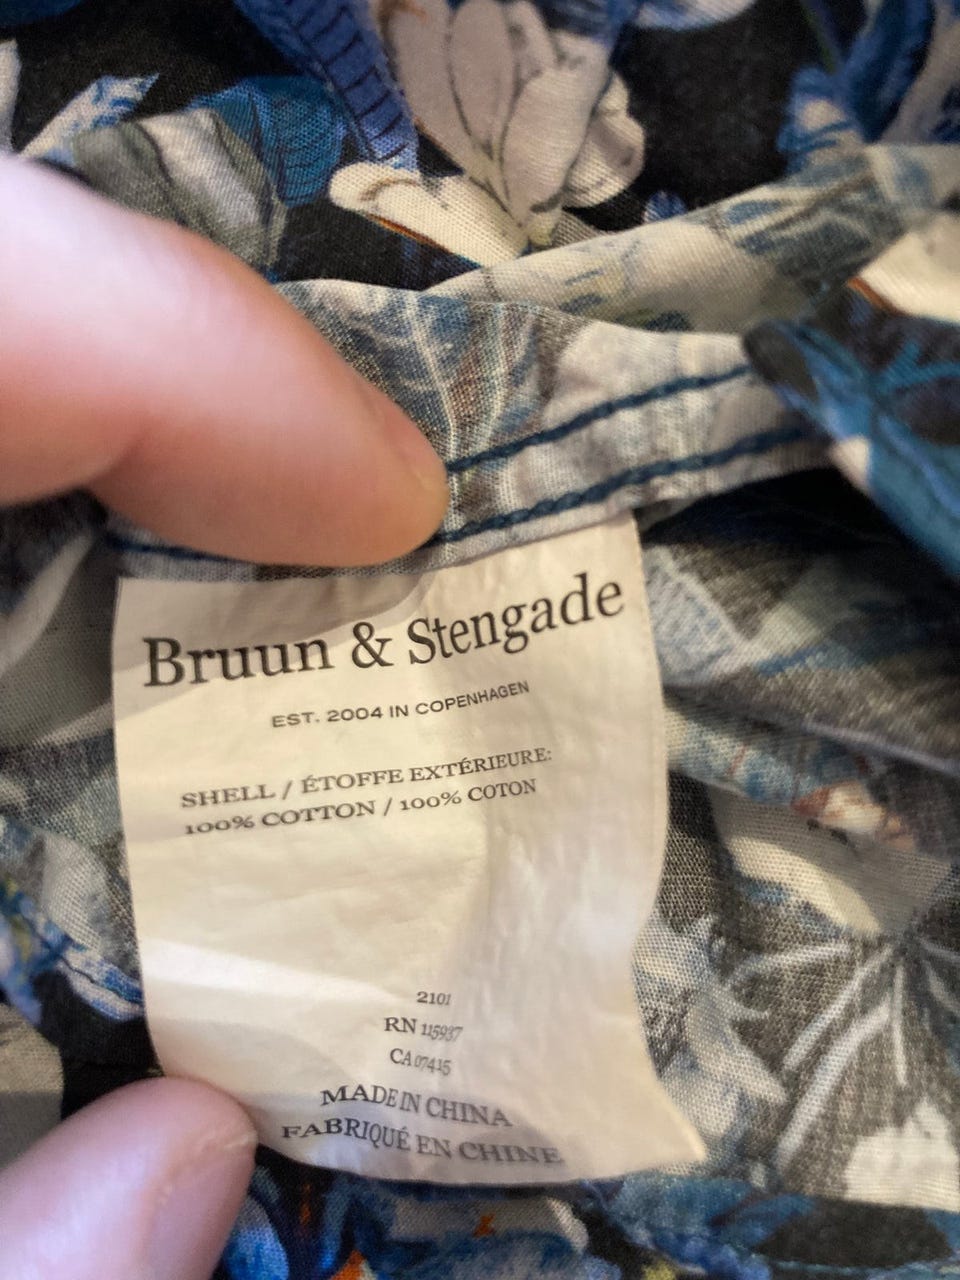 Bruun & Stengade
EST. 2004 IN COPENHAGEN
SHELL / ÉTOFFE EXTÉRIEURE:
100% COTTON / 100% COTON
2101
RN 115937
CA 07415
MADE IN CHINA
FABRIQUÉ EN CHINE